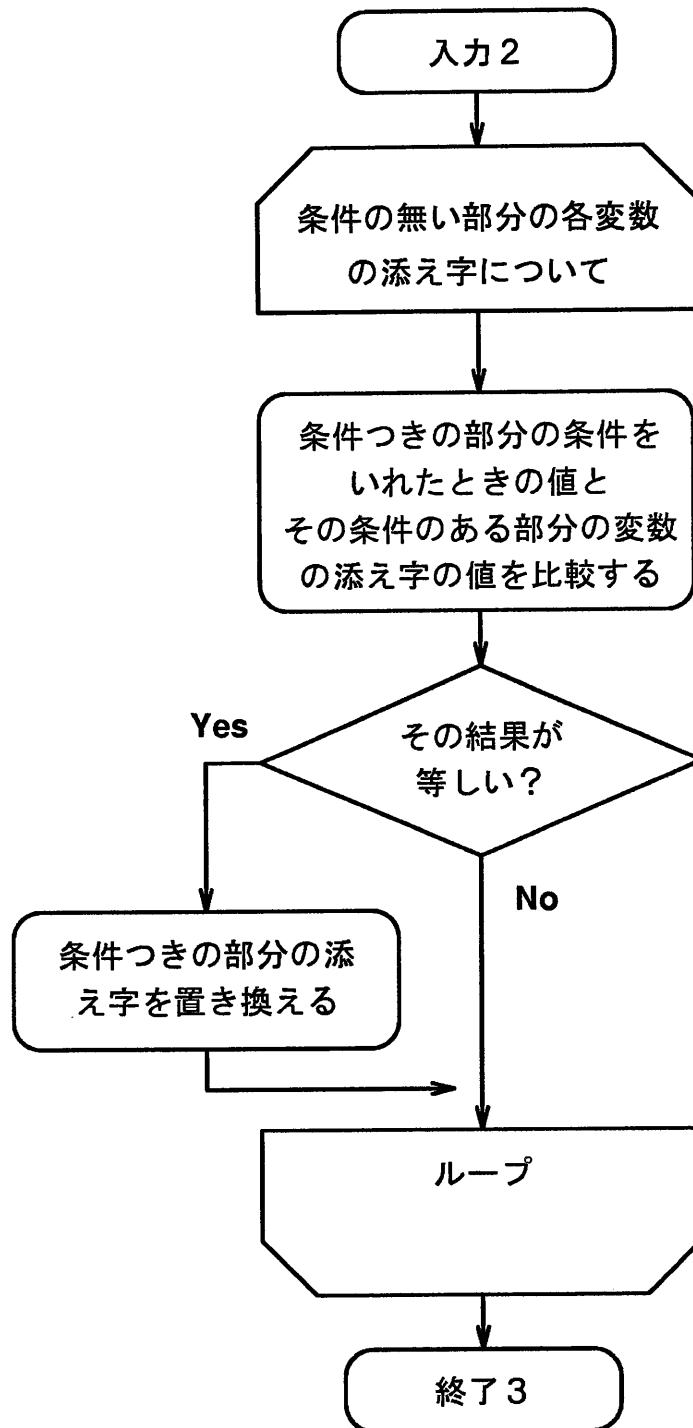 入力2
条件の無い部分の各変数
の添え字について
条件つきの部分の条件を
いれたときの値と
その条件のある部分の変数
の添え字の値を比較する
その結果が
等しい?
Yes
No
条件つきの部分の添
え字を置き換える
ループ
終了3